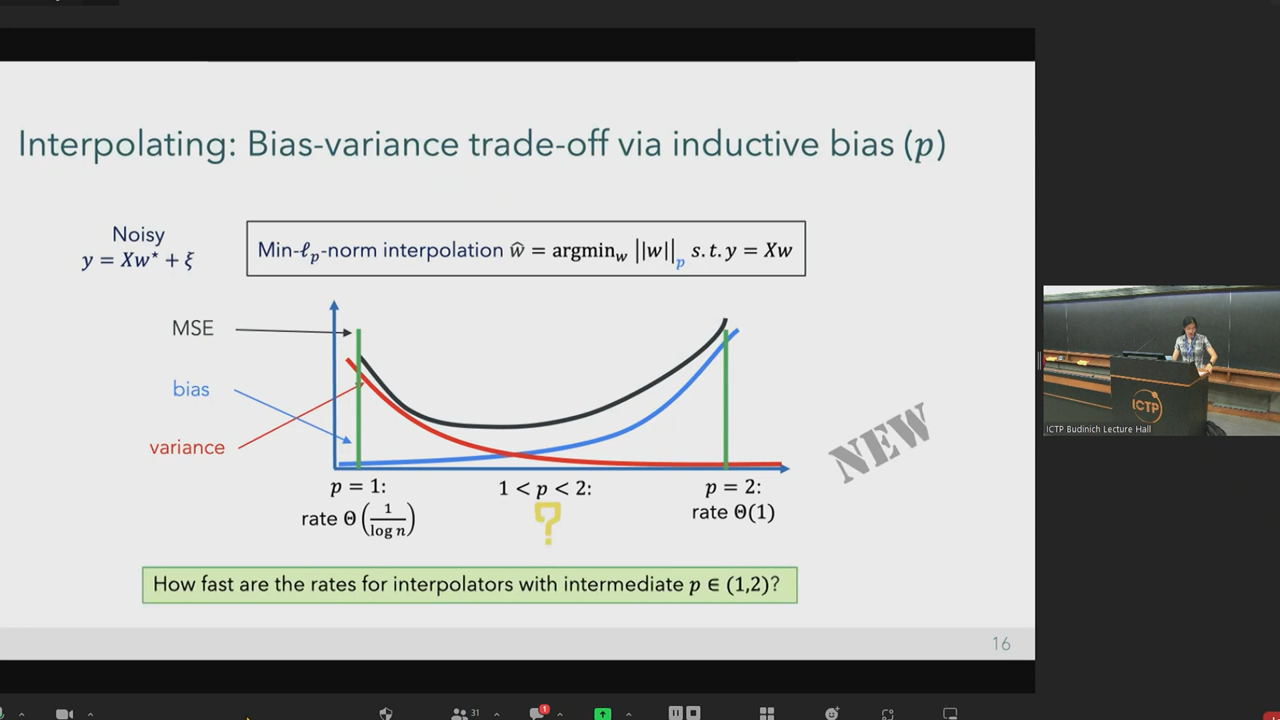 Interpolating: Bias-variance trade-off via inductive bias (p)
Noisy
y = Xw⋆ + ξ
Min-ℓₚ-norm interpolation ŵ = argmin_w ||w||ₚ s.t. y = Xw
MSE
bias
variance
p = 1:
rate Θ(1/log n)
1 < p < 2:
?
p = 2:
rate Θ(1)
NEW
How fast are the rates for interpolators with intermediate p ∈ (1,2)?
16
ICTP
ICTP Budinich Lecture Hall
31
1